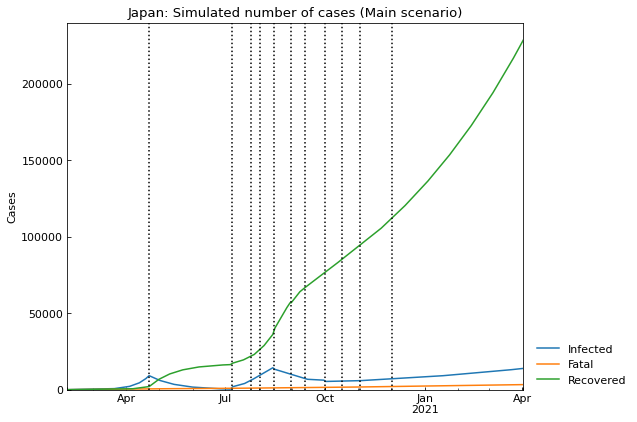 Japan: Simulated number of cases (Main scenario)
Cases
200000
150000
100000
50000
0
Apr
Jul
Oct
Jan
2021
Apr
Infected
Fatal
Recovered